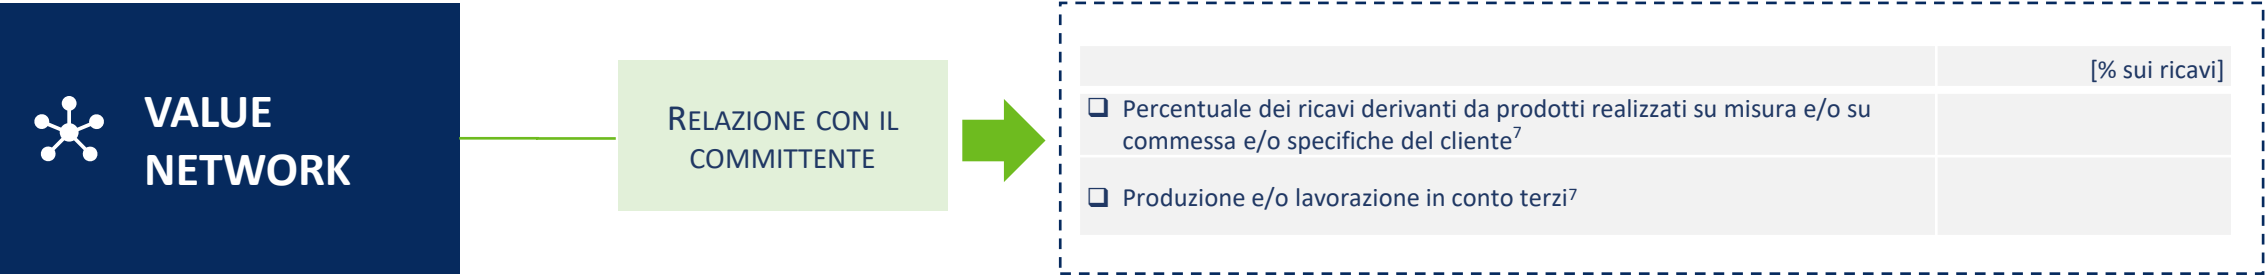 VALUE
NETWORK
RELAZIONE CON IL
COMMITTENTE
[% sui ricavi]
❑ Percentuale dei ricavi derivanti da prodotti realizzati su misura e/o su
commessa e/o specifiche del cliente⁷
❑ Produzione e/o lavorazione in conto terzi⁷